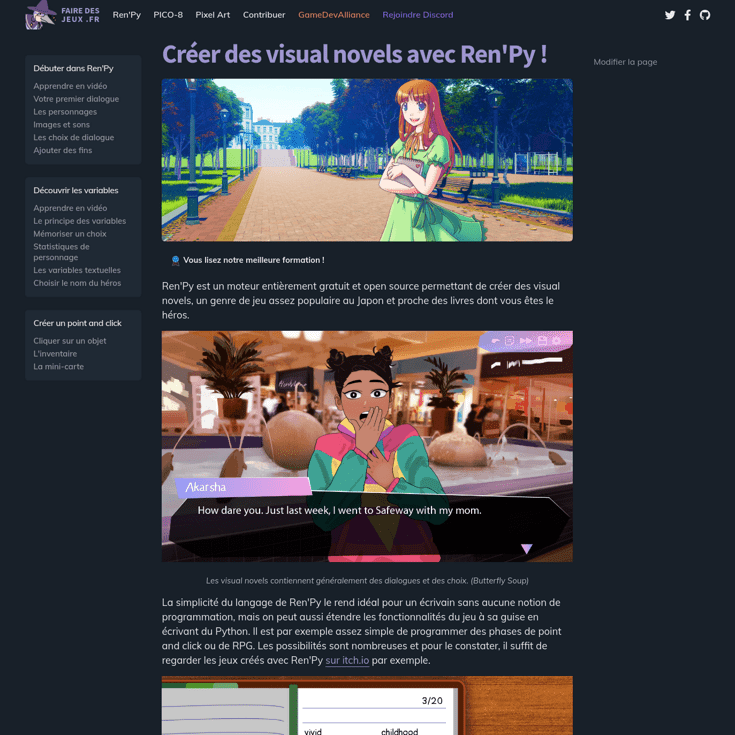 FAIRE DES
JEUX .FR
Ren'Py
PICO-8
Pixel Art
Contribuer
GameDevAlliance
Rejoindre Discord
Débuter dans Ren'Py
Apprendre en vidéo
Votre premier dialogue
Les personnages
Images et sons
Les choix de dialogue
Ajouter des fins
Découvrir les variables
Apprendre en vidéo
Le principe des variables
Mémoriser un choix
Statistiques de
personnage
Les variables textuelles
Choisir le nom du héros
Créer un point and click
Cliquer sur un objet
L'inventaire
La mini-carte
Créer des visual novels avec Ren'Py !
Vous lisez notre meilleure formation !
Ren'Py est un moteur entièrement gratuit et open source permettant de créer des visual
novels, un genre de jeu assez populaire au Japon et proche des livres dont vous êtes le
héros.
Akarsha
How dare you. Just last week, I went to Safeway with my mom.
Les visual novels contiennent généralement des dialogues et des choix. (Butterfly Soup)
La simplicité du langage de Ren'Py le rend idéal pour un écrivain sans aucune notion de
programmation, mais on peut aussi étendre les fonctionnalités du jeu à sa guise en
écrivant du Python. Il est par exemple assez simple de programmer des phases de point
and click ou de RPG. Les possibilités sont nombreuses et pour le constater, il suffit de
regarder les jeux créés avec Ren'Py sur itch.io par exemple.
3/20
vivid
childhood
Modifier la page